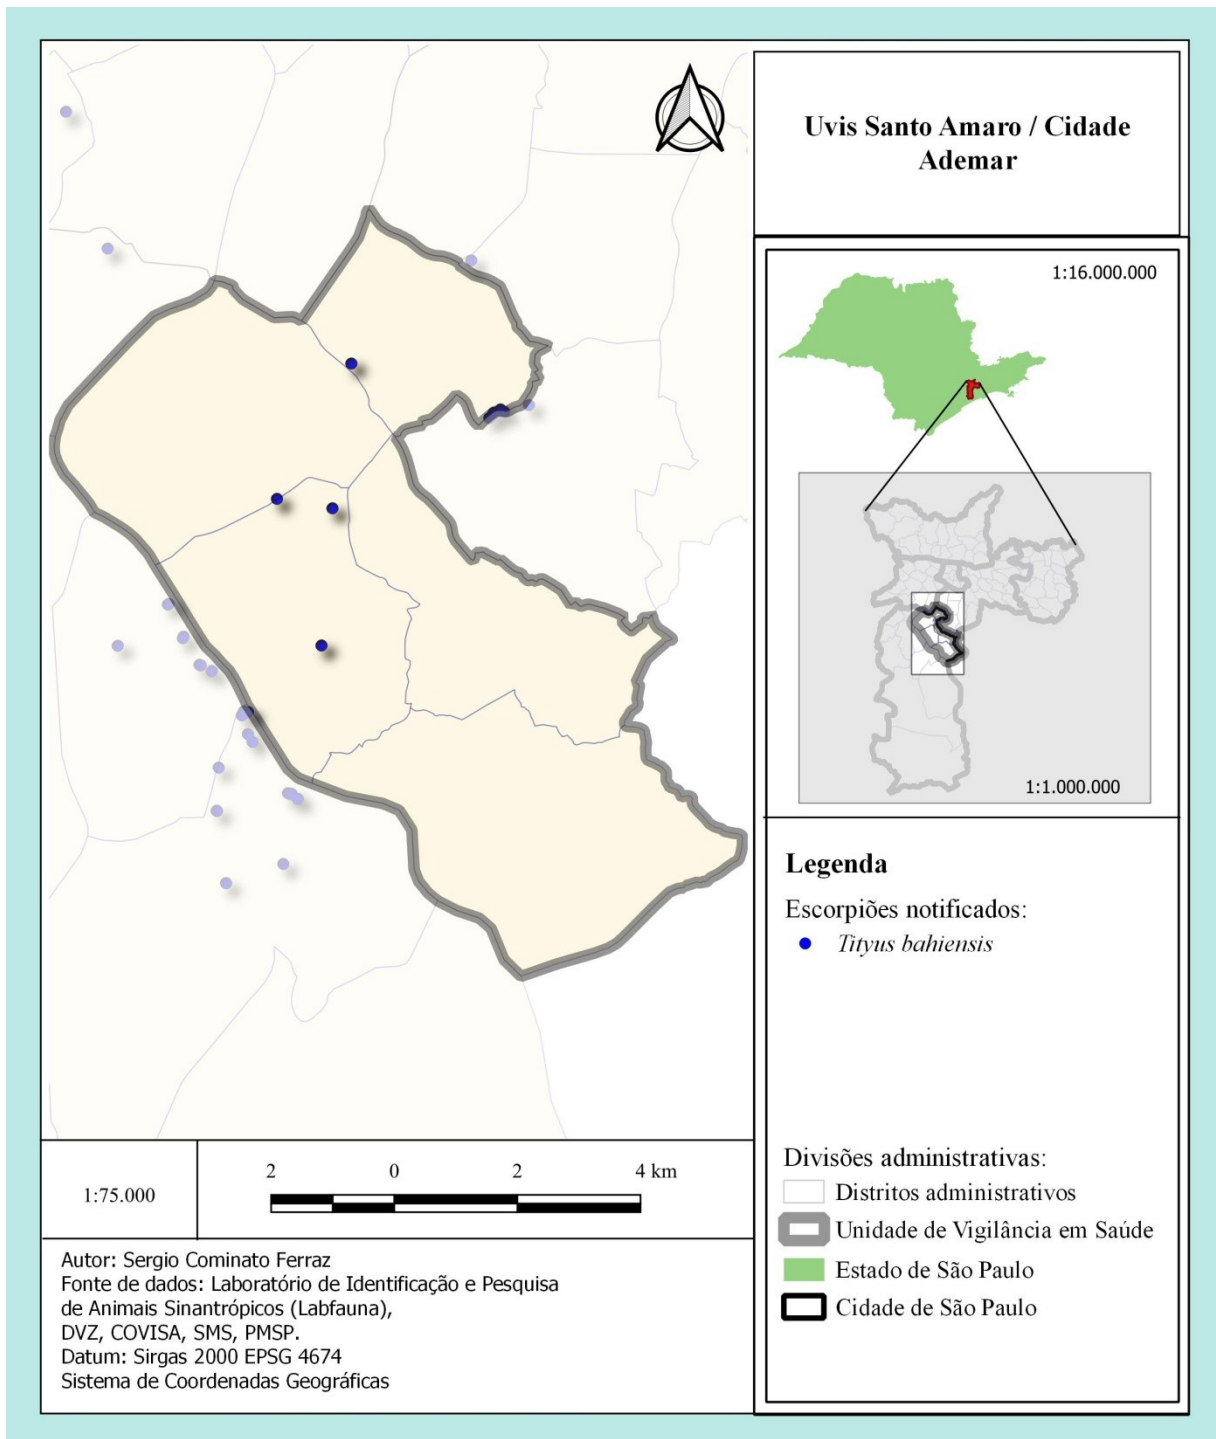 Uvis Santo Amaro / Cidade
Ademar
1:16.000.000
1:1.000.000
Legenda
Escorpiões notificados:
Tityus bahiensis
Divisões administrativas:
Distritos administrativos
Unidade de Vigilância em Saúde
Estado de São Paulo
Cidade de São Paulo
1:75.000
2 0 2 4 km
Autor: Sergio Cominato Ferraz
Fonte de dados: Laboratório de Identificação e Pesquisa
de Animais Sinantrópicos (Labfauna),
DVZ, COVISA, SMS, PMSP.
Datum: Sirgas 2000 EPSG 4674
Sistema de Coordenadas Geográficas